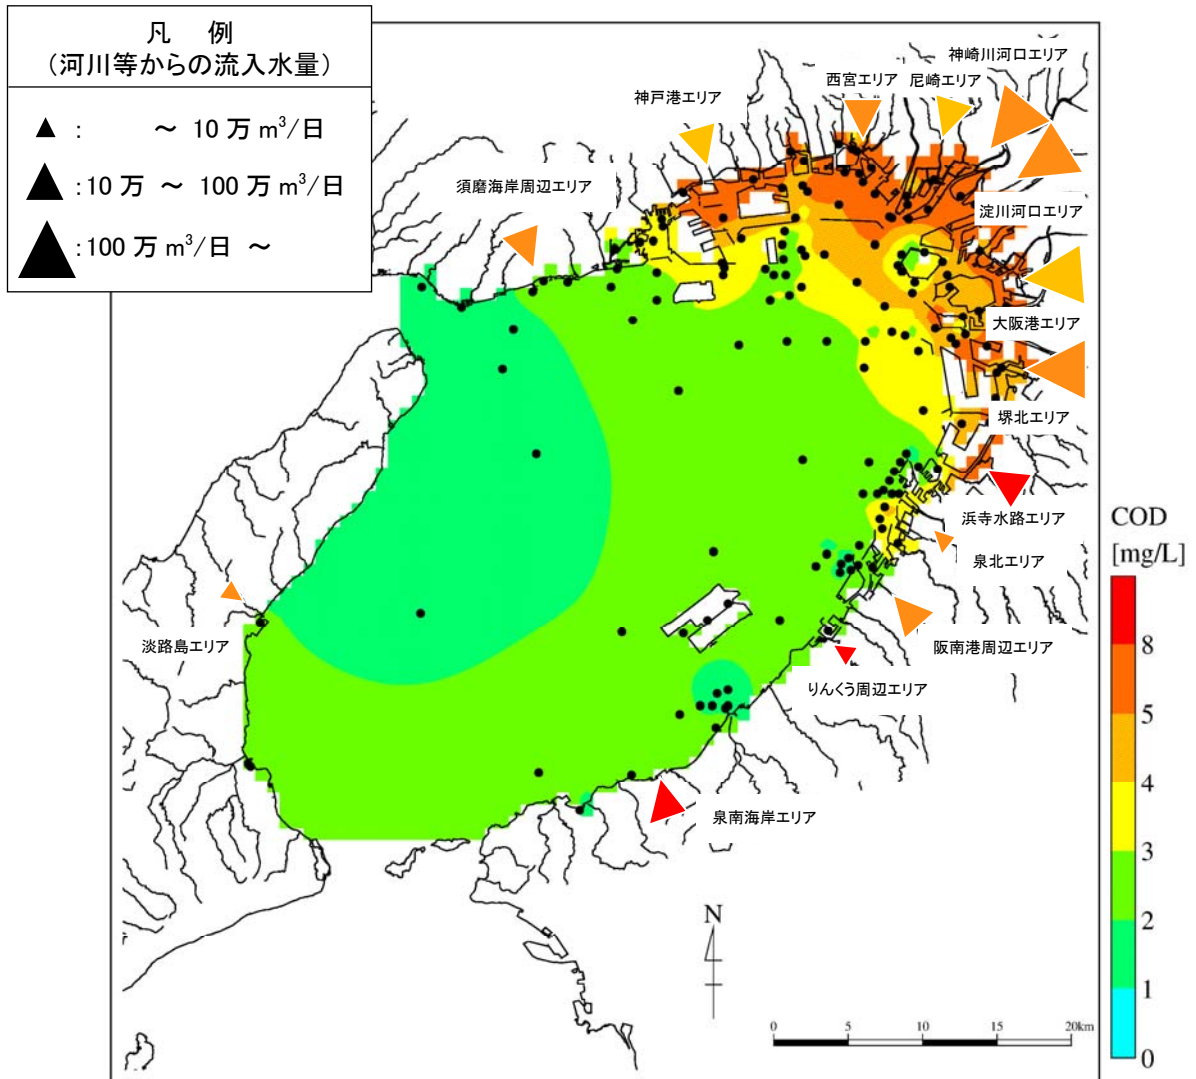 凡 例
（河川等からの流入水量）
： ～ 10 万 m³/日
：10 万 ～ 100 万 m³/日
：100 万 m³/日 ～
神崎川河口エリア
西宮エリア
尼崎エリア
神戸港エリア
須磨海岸周辺エリア
淀川河口エリア
大阪港エリア
堺北エリア
浜寺水路エリア
泉北エリア
阪南港周辺エリア
淡路島エリア
りんくう周辺エリア
泉南海岸エリア
COD
[mg/L]
8
5
4
3
2
1
0
N
0 5 10 15 20km